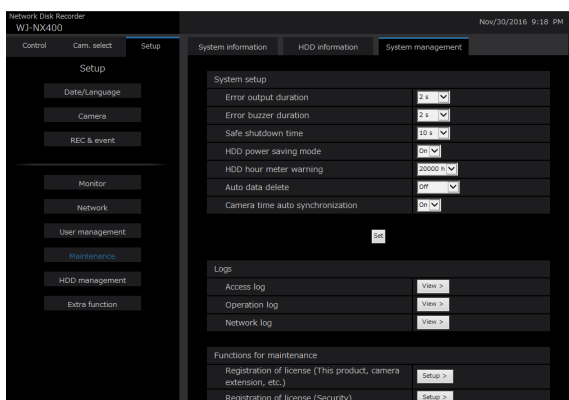 Network Disk Recorder
WJ-NX400
Nov/30/2016 9:18 PM
Control Cam. select Setup
System information HDD information System management
Setup
Date/Language
Camera
REC & event
Monitor
Network
User management
Maintenance
HDD management
Extra function
System setup
Error output duration 2 s
Error buzzer duration 2 s
Safe shutdown time 10 s
HDD power saving mode On
HDD hour meter warning 20000 h
Auto data delete Off
Camera time auto synchronization On
Set
Logs
Access log View >
Operation log View >
Network log View >
Functions for maintenance
Registration of license (This product, camera
extension, etc.) Setup >
Registration of license (Security) Setup >